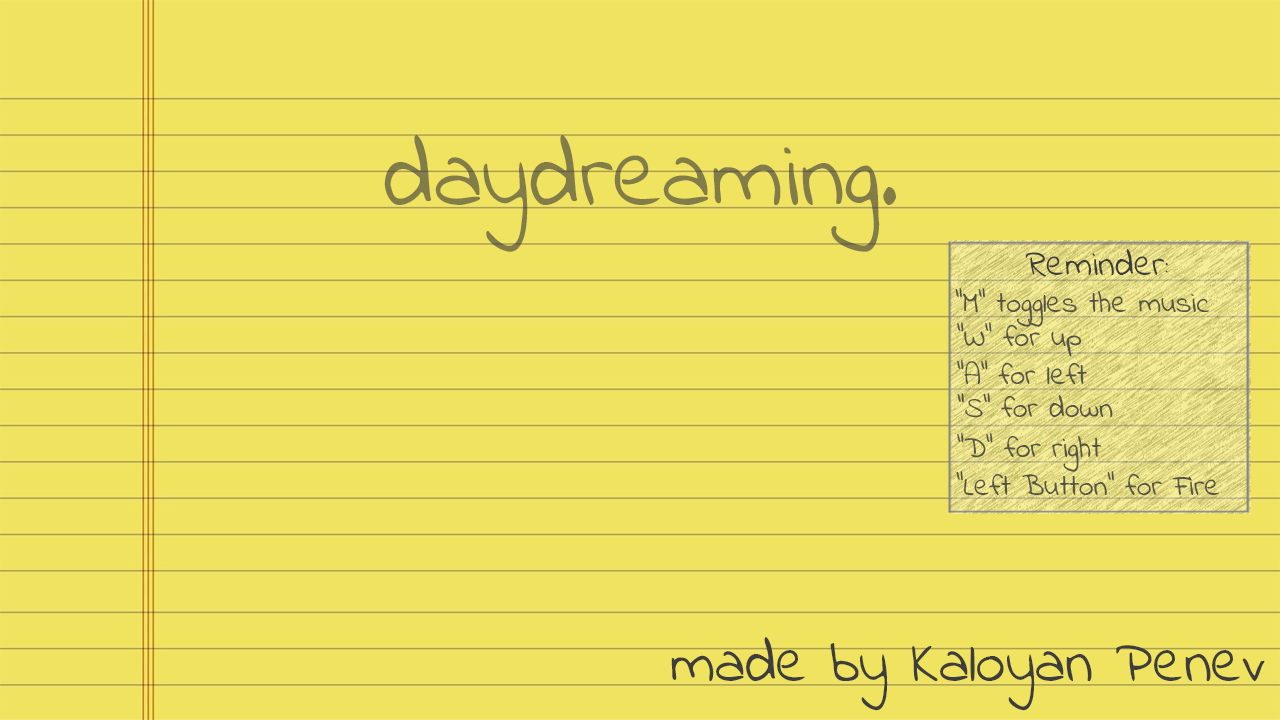 daydreaming.
Reminder:
"M" toggles the music
"W" for up
"A" for left
"S" for down
"D" for right
"Left Button" for Fire
made by Kaloyan Penev